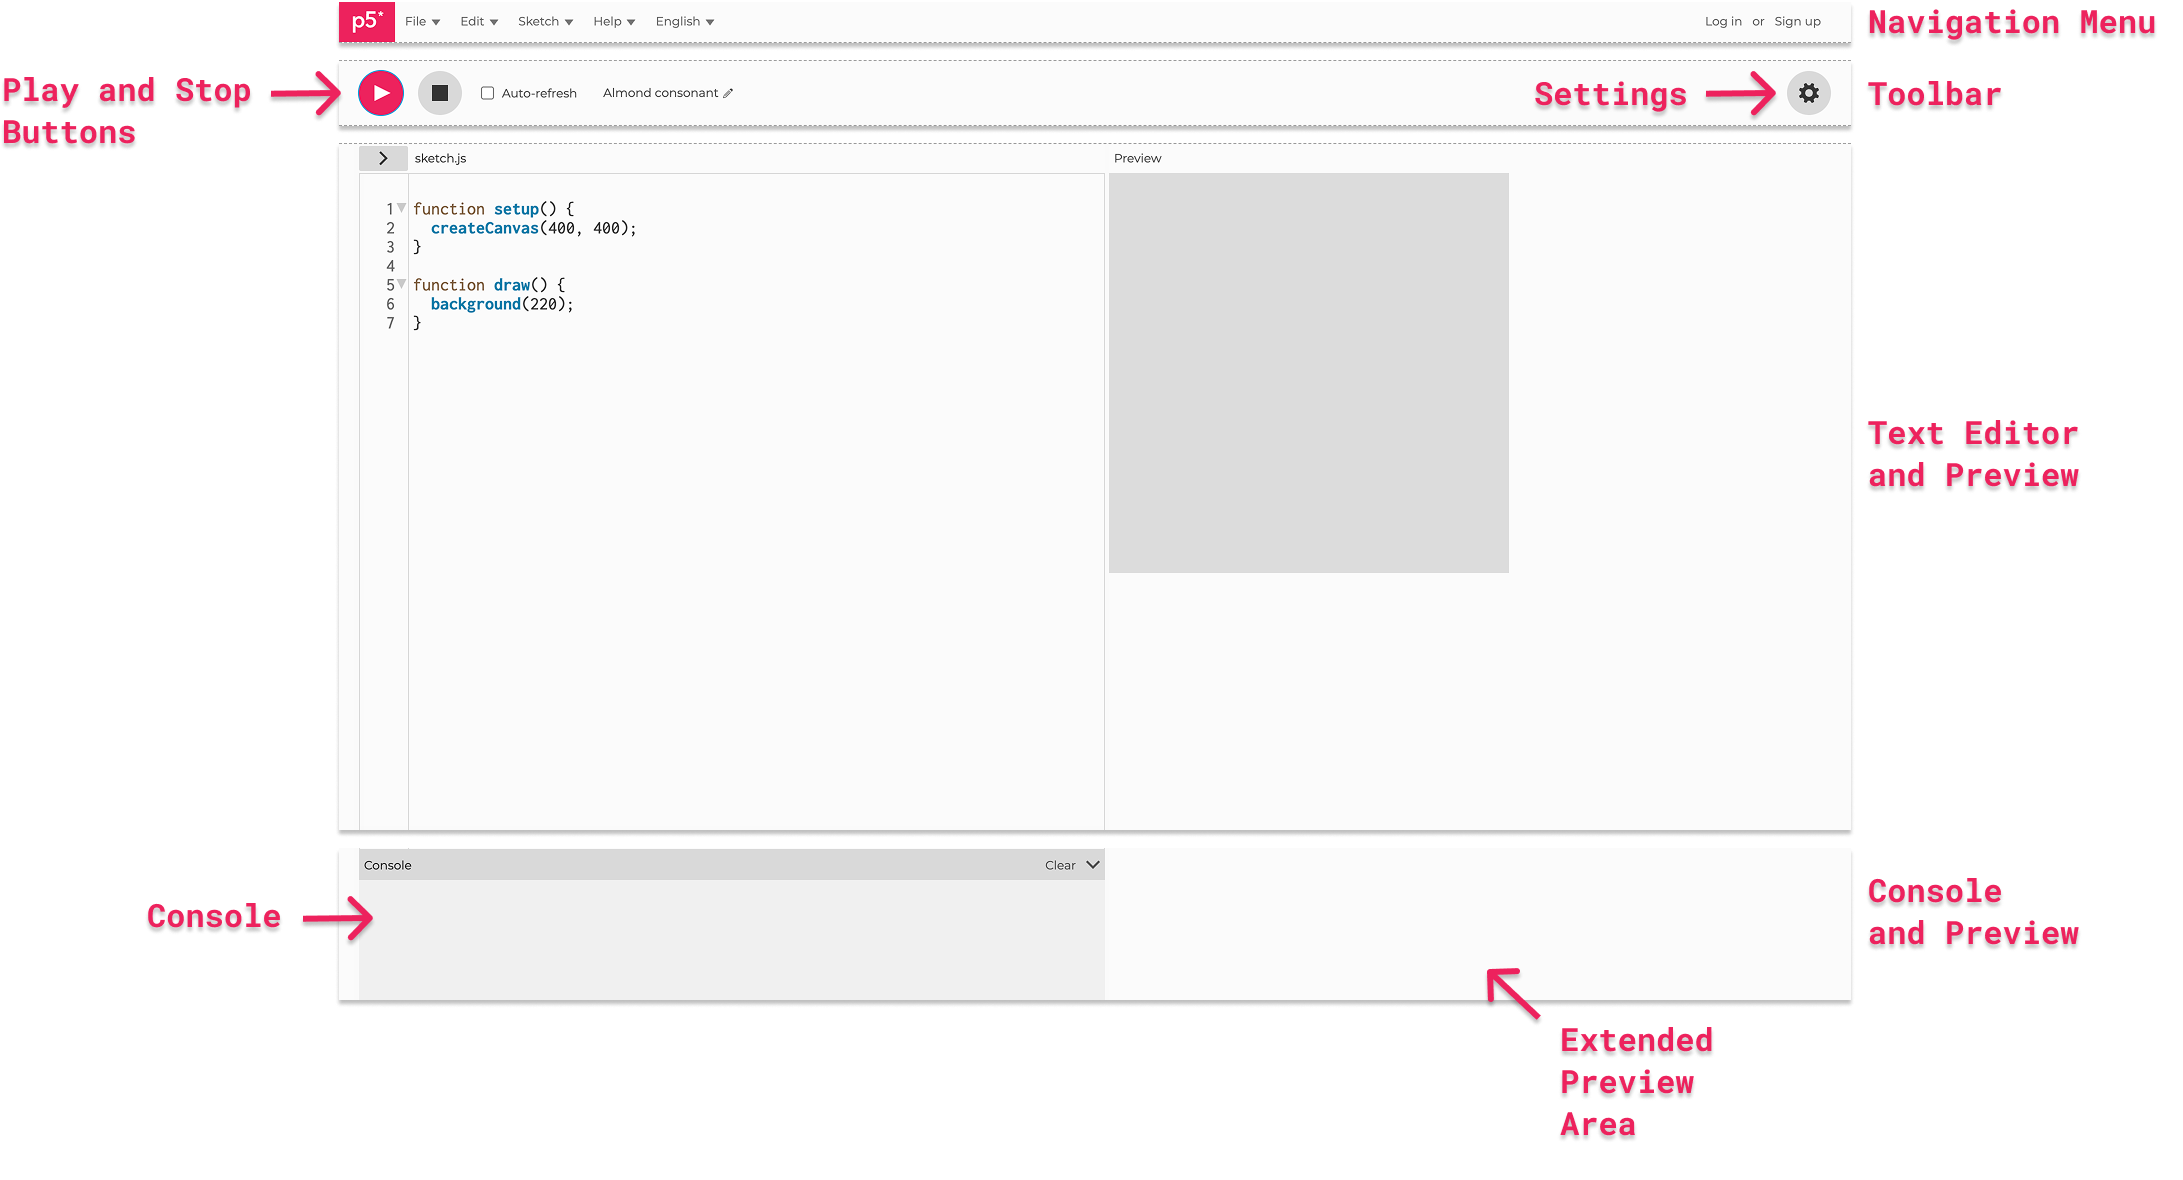 p5* File Edit Sketch Help English Log in or Sign up Navigation Menu
Play and Stop
Buttons
Auto-refresh Almond consonant Settings Toolbar
> sketch.js Preview
1 function setup() {
2 createCanvas(400, 400);
3 }
4
5 function draw() {
6 background(220);
7 }
Text Editor
and Preview
Console Clear
Console
Console
and Preview
Extended
Preview
Area